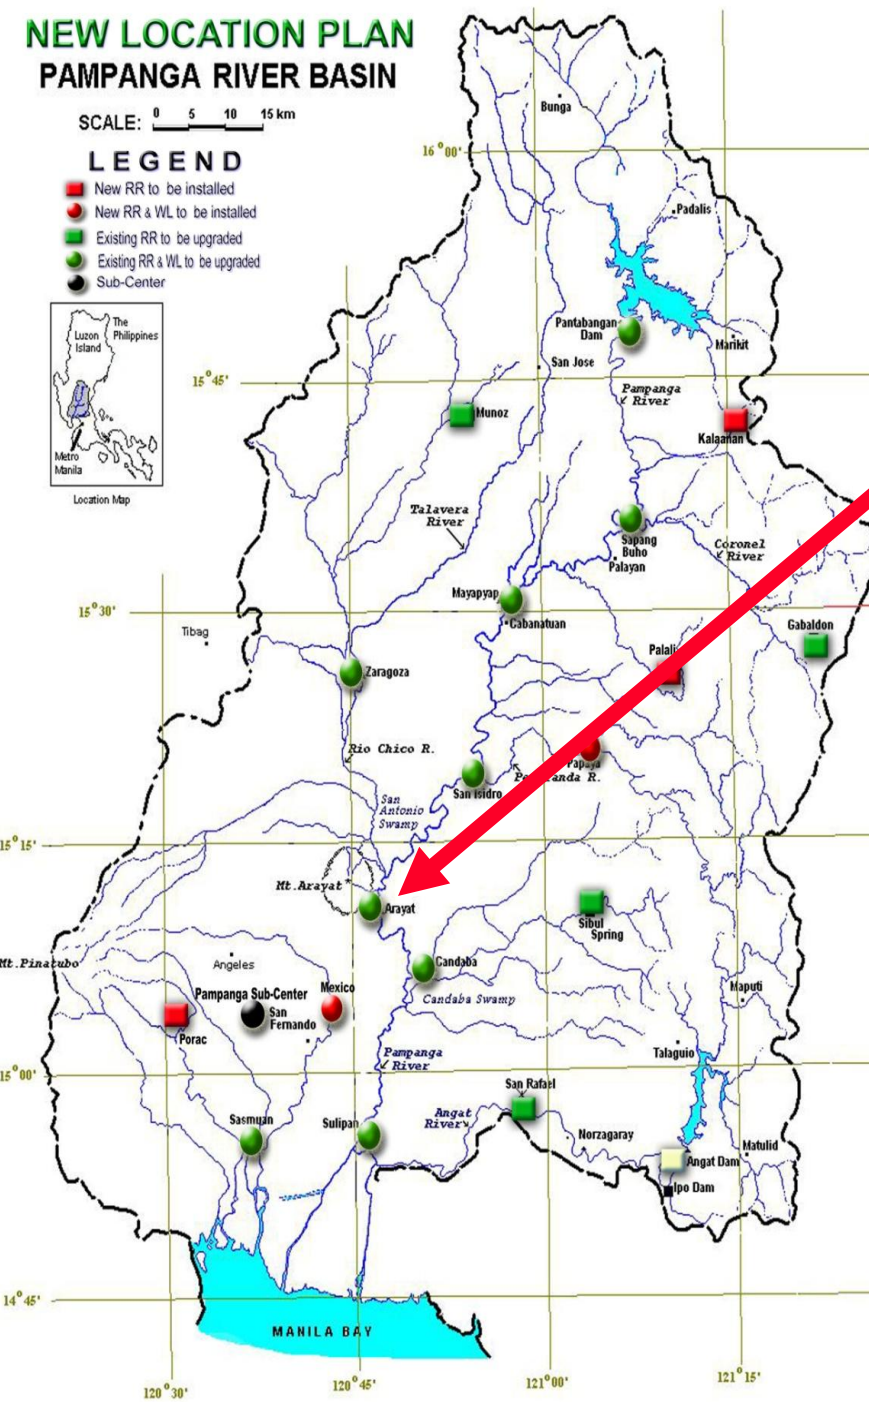 NEW LOCATION PLAN
PAMPANGA RIVER BASIN
SCALE: 0 5 10 15 km
LEGEND
New RR to be installed
New RR & WL to be installed
Existing RR to be upgraded
Existing RR & WL to be upgraded
Sub-Center
The
Philippines
Luzon
Island
Metro
Manila
Location Map
Bunga
16°00'
Padalis
Pantabangan
Dam
Marikit
San Jose
15°45'
Pampanga
River
Munoz
Kalaanan
Talavera
River
Sapang
Buho
Palayan
Coronel
River
Mayapyap
Cabanatuan
15°30'
Gabaldon
Tibag
Zaragoza
Rio Chico R.
Papaya
San Isidro
San
Antonio
Swamp
15°15'
Mt.Arayat
Arayat
Sibul
Spring
Mt.Pinatubo
Angeles
Candaba
Candaba Swamp
Mexico
Pampanga Sub-Center
San
Fernando
Porac
Maputi
Talaguio
15°00'
Pampanga
River
San Rafael
Angat
River
Sasmuan
Sulipan
Norzagaray
Matulid
Angat Dam
Ipo Dam
14°45'
MANILA BAY
120°30'
120°45'
121°00'
121°15'